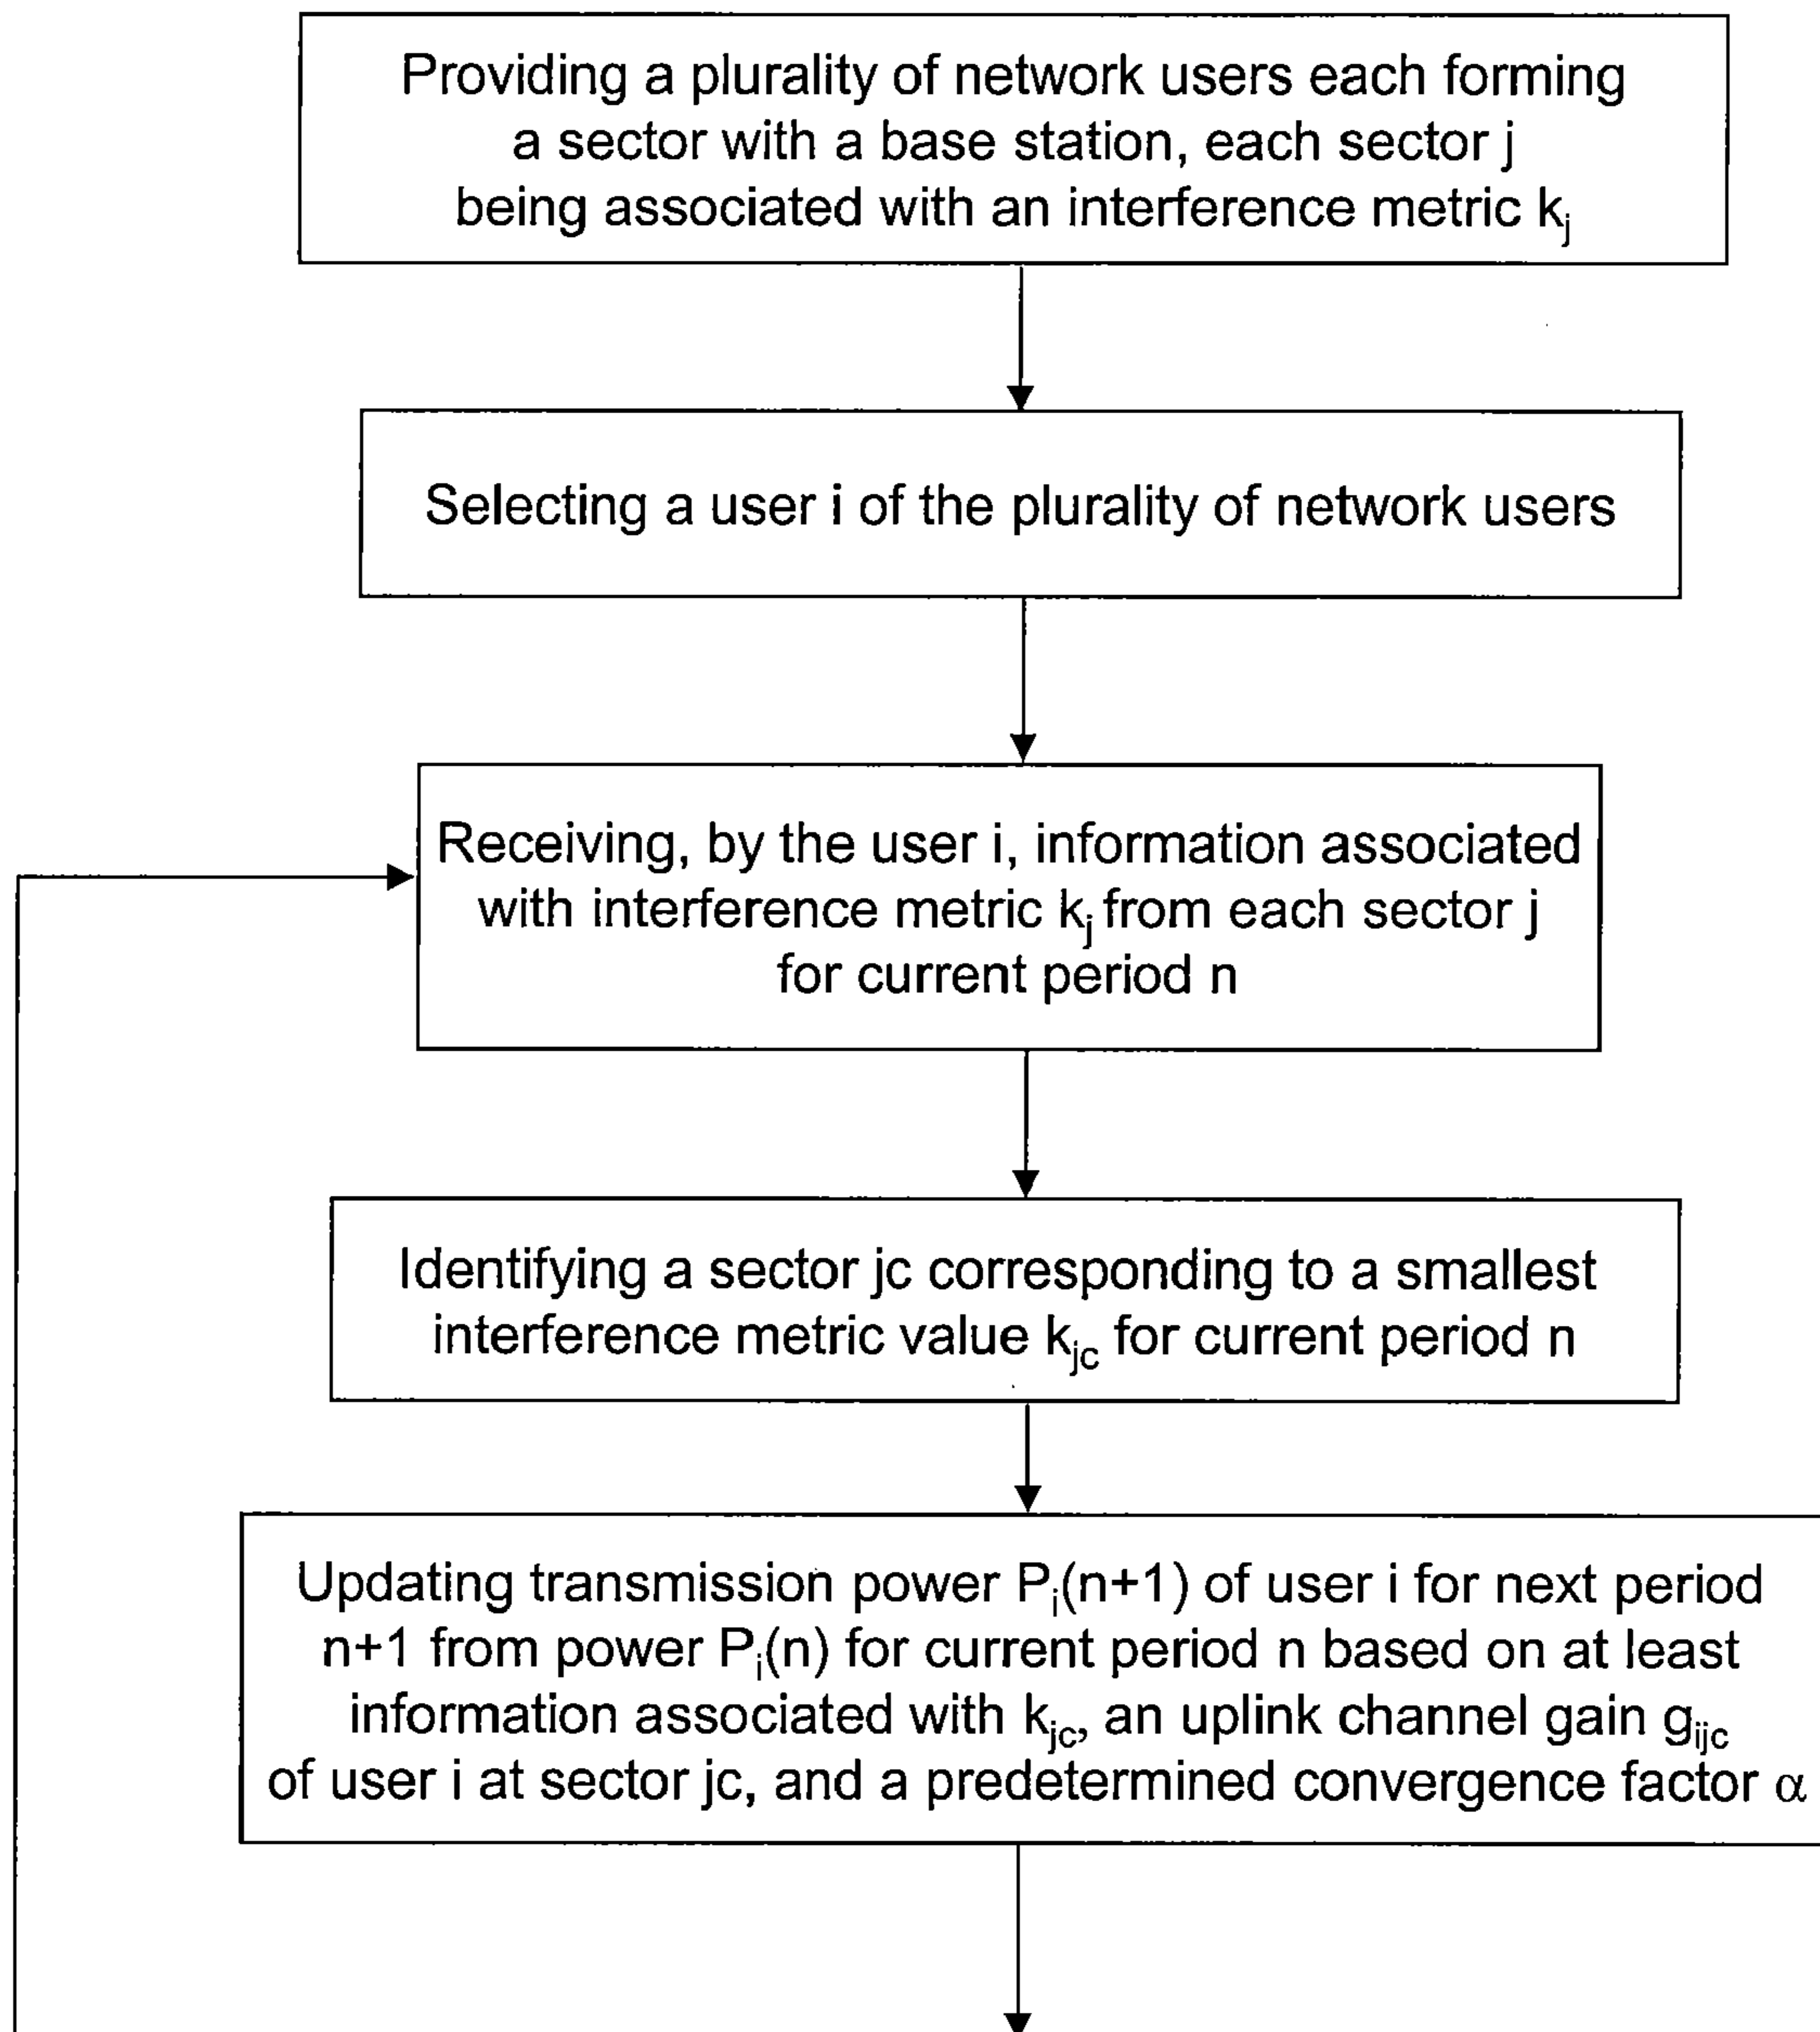 Providing a plurality of network users each forming
a sector with a base station, each sector j
being associated with an interference metric kj
Selecting a user i of the plurality of network users
Receiving, by the user i, information associated
with interference metric kj from each sector j
for current period n
Identifying a sector jc corresponding to a smallest
interference metric value kjc for current period n
Updating transmission power Pi(n+1) of user i for next period
n+1 from power Pi(n) for current period n based on at least
information associated with kjc, an uplink channel gain gijc
of user i at sector jc, and a predetermined convergence factor α